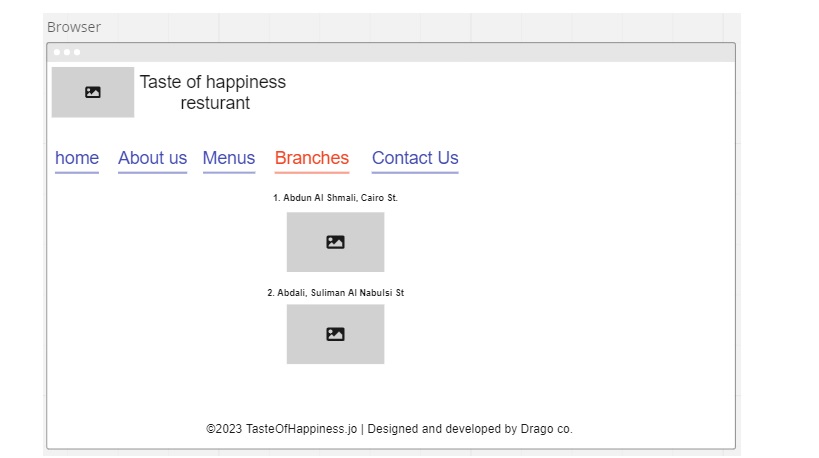 Browser
Taste of happiness
resturant
home About us Menus Branches Contact Us
1. Abdun Al Shmali, Cairo St.
2. Abdali, Suliman Al Nabulsi St
©2023 TasteOfHappiness.jo | Designed and developed by Drago co.